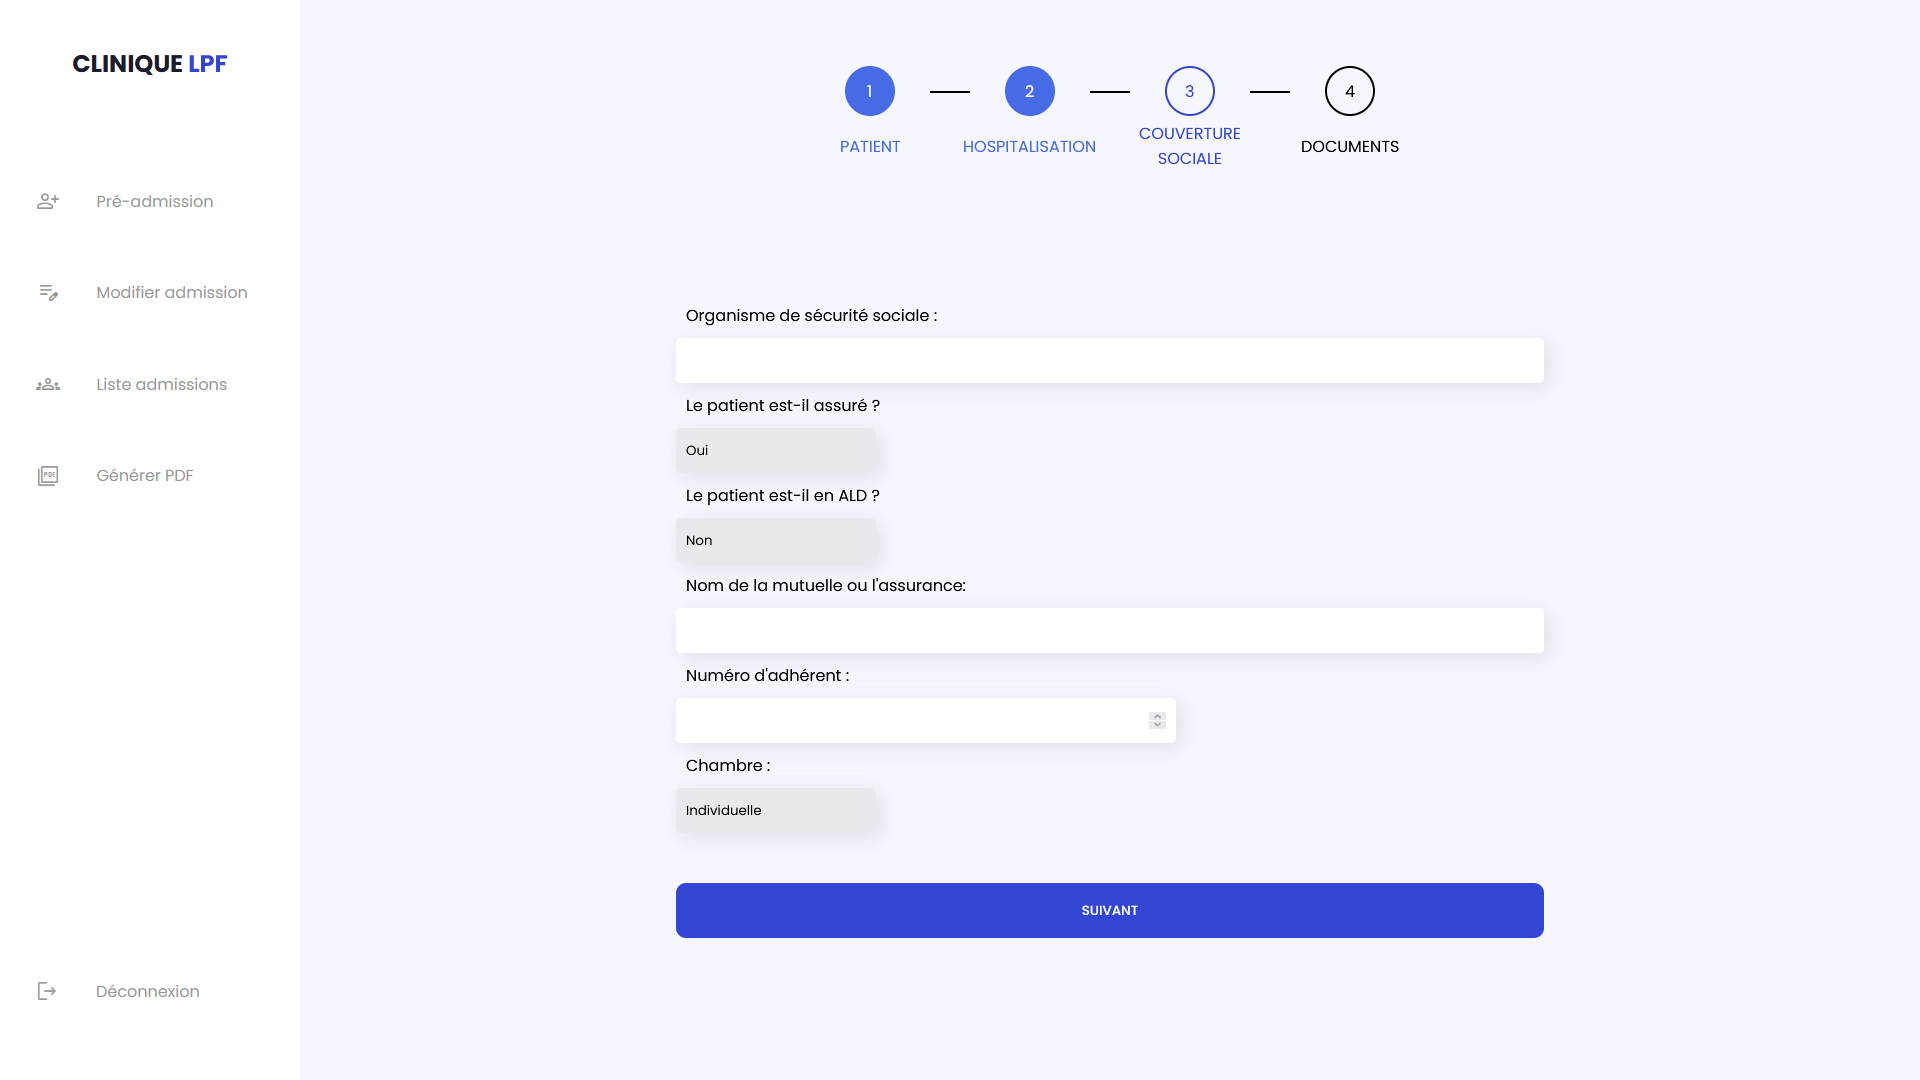 CLINIQUE LPF
Pré-admission
Modifier admission
Liste admissions
PDF
Générer PDF
Déconnexion
1
2
3
4
PATIENT
HOSPITALISATION
COUVERTURE
SOCIALE
DOCUMENTS
Organisme de sécurité sociale :
Le patient est-il assuré ?
Oui
Le patient est-il en ALD ?
Non
Nom de la mutuelle ou l'assurance:
Numéro d'adhérent :
Chambre :
Individuelle
SUIVANT